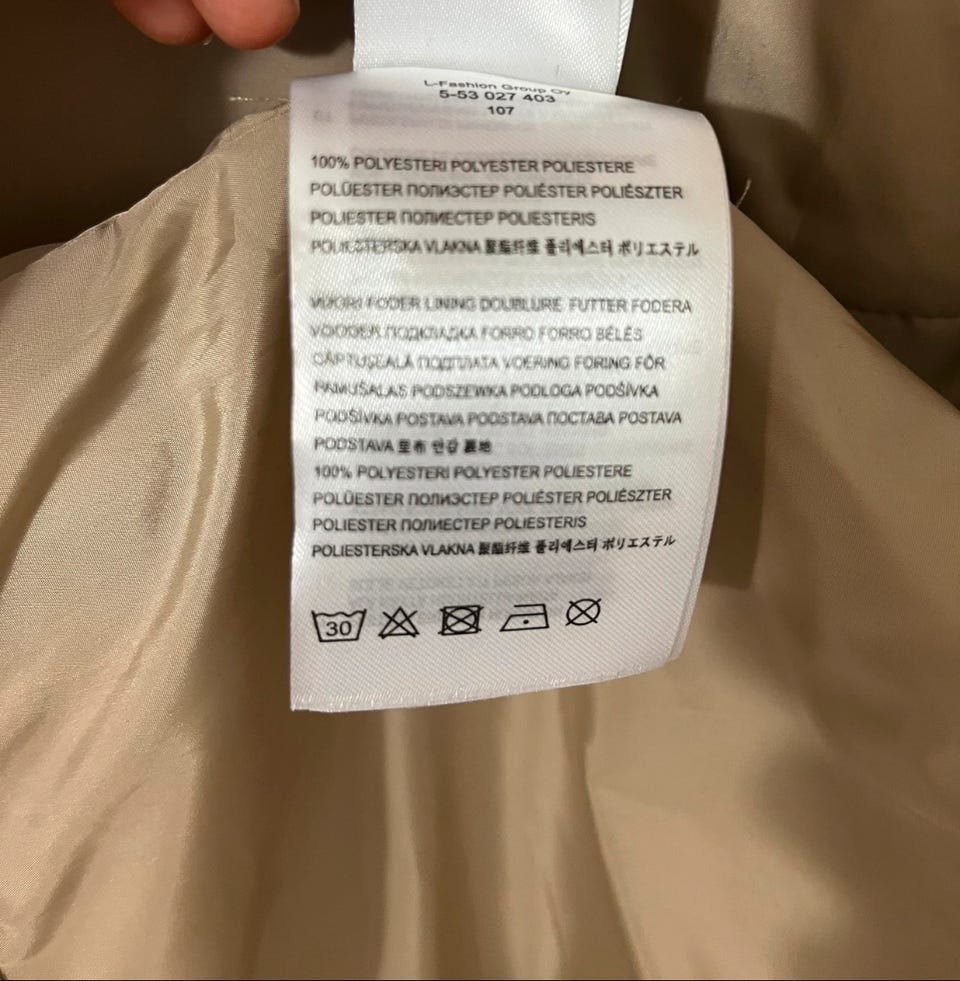 L-Fashion Group Oy
5-53 027 403
107
100% POLYESTERI POLYESTER POLIESTERE
POLÜESTER ПОЛИЭСТЕР POLIÉSTER POLIÉSZTER
POLIESTER ПОЛИЕСТЕР POLIESTERIS
POLIESTERSKA VLAKNA 聚酯纤维 폴리에스터 ポリエステル
VUORI FODER LINING DOUBLURE FUTTER FODERA
VOODER ПОДКЛАДКА FORRO FORRO BÉLÉS
CĂPTUŞEALĂ ПОДПЛАТА VOERING FORING FÔR
PAMUŠALAS PODSZEWKA PODLOGA PODŠÍVKA
PODŠÍVKA POSTAVA PODSTAVA ПОСТАВА POSTAVA
PODSTAVA 里布 안감 裏地
100% POLYESTERI POLYESTER POLIESTERE
POLÜESTER ПОЛИЭСТЕР POLIÉSTER POLIÉSZTER
POLIESTER ПОЛИЕСТЕР POLIESTERIS
POLIESTERSKA VLAKNA 聚酯纤维 폴리에스터 ポリエステル
30